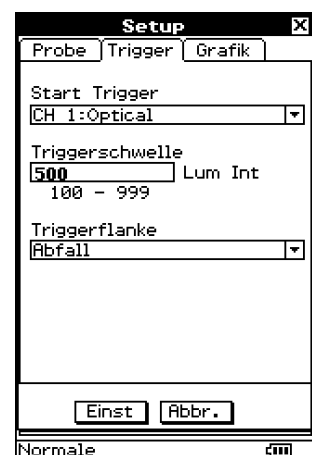 Setup X
Probe Trigger Grafik
Start Trigger
CH 1:Optical
Triggerschwelle
500 Lum Int
100 - 999
Triggerflanke
Abfall
Einst Abbr.
Normale